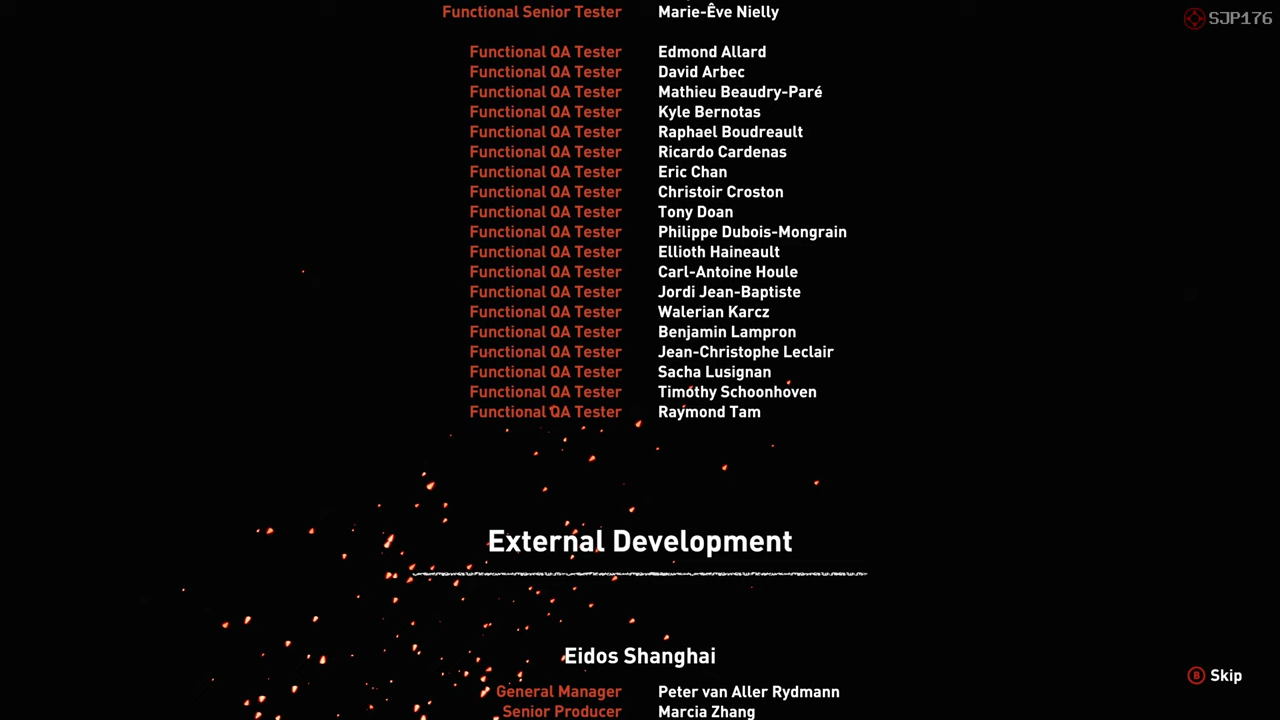 Functional Senior Tester Marie-Ève Nielly
SJP176
Functional QA Tester Edmond Allard
Functional QA Tester David Arbec
Functional QA Tester Mathieu Beaudry-Paré
Functional QA Tester Kyle Bernotas
Functional QA Tester Raphael Boudreault
Functional QA Tester Ricardo Cardenas
Functional QA Tester Eric Chan
Functional QA Tester Christoir Croston
Functional QA Tester Tony Doan
Functional QA Tester Philippe Dubois-Mongrain
Functional QA Tester Ellioth Haineault
Functional QA Tester Carl-Antoine Houle
Functional QA Tester Jordi Jean-Baptiste
Functional QA Tester Walerian Karcz
Functional QA Tester Benjamin Lampron
Functional QA Tester Jean-Christophe Leclair
Functional QA Tester Sacha Lusignan
Functional QA Tester Timothy Schoonhoven
Functional QA Tester Raymond Tam
External Development
Eidos Shanghai
B Skip
General Manager Peter van Aller Rydmann
Senior Producer Marcia Zhang